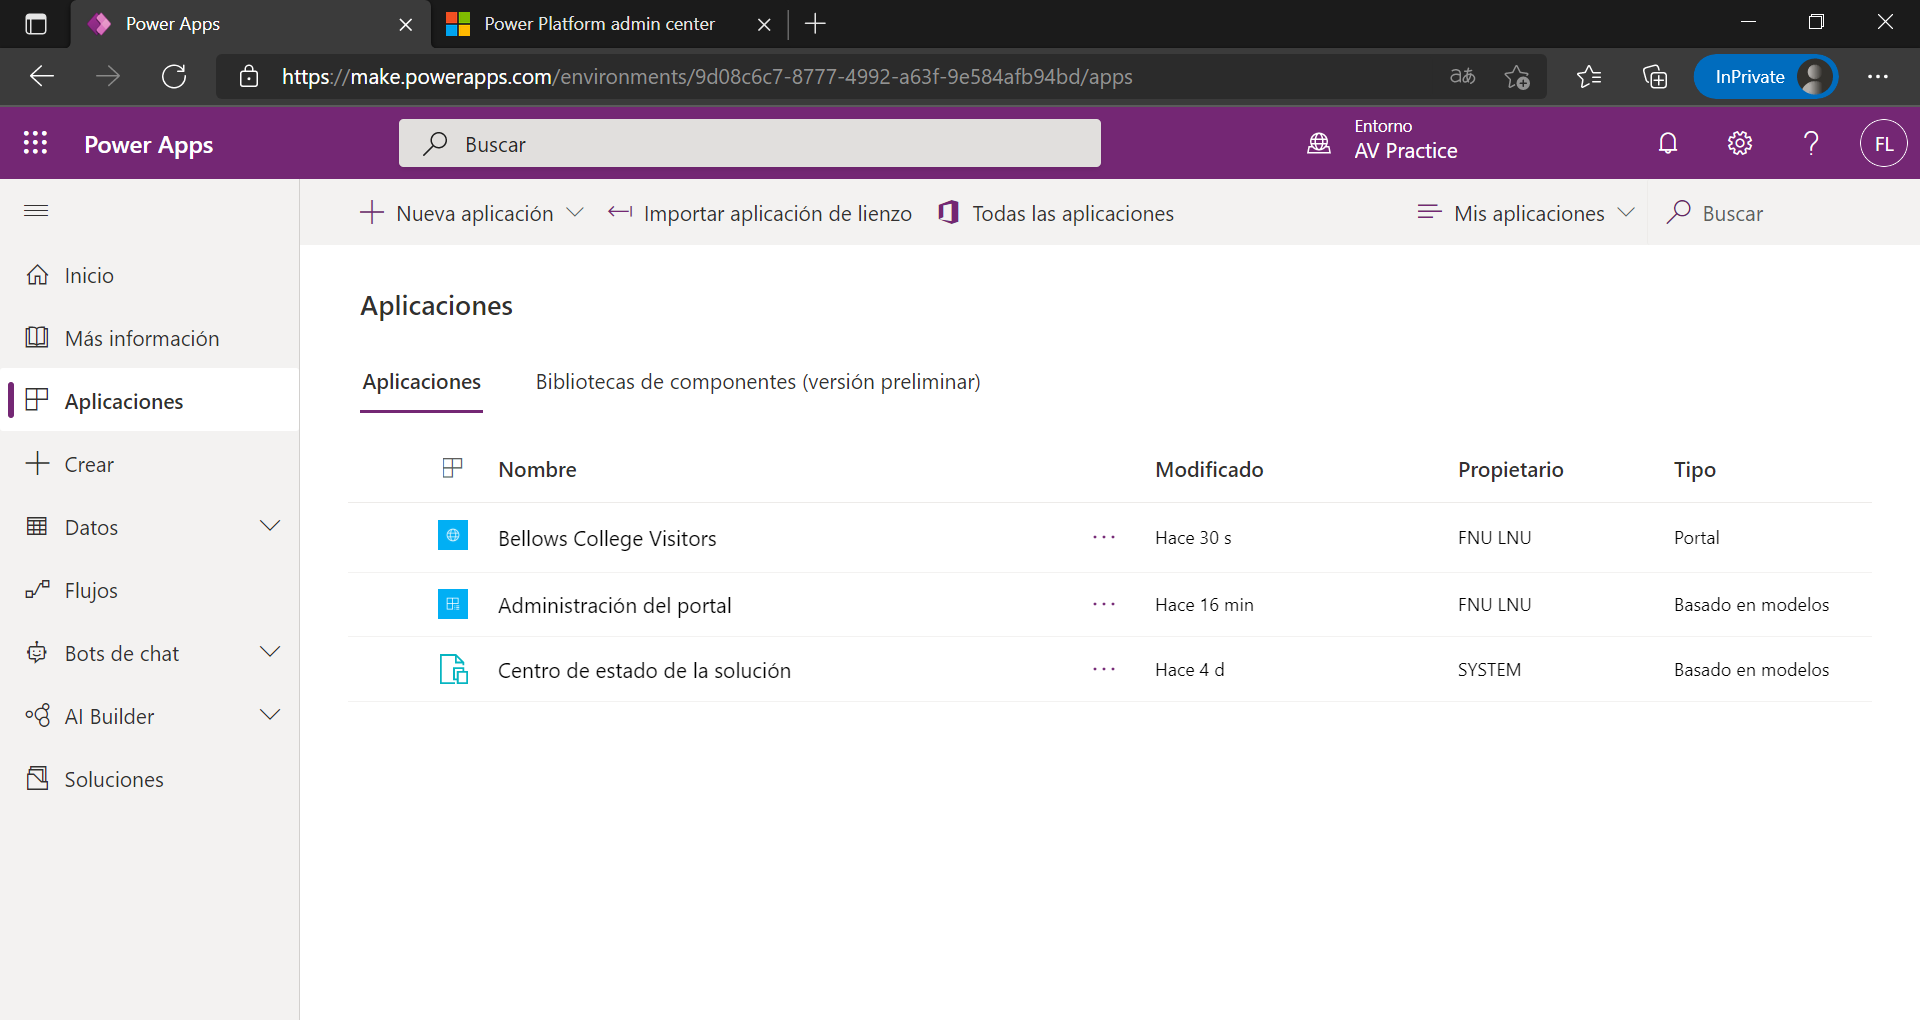 Power Apps
Power Platform admin center
https://make.powerapps.com/environments/9d08c6c7-8777-4992-a63f-9e584afb94bd/apps
aあ
InPrivate
Power Apps
Buscar
Entorno
AV Practice
FL
Nueva aplicación
Importar aplicación de lienzo
Todas las aplicaciones
Mis aplicaciones
Buscar
Inicio
Más información
Aplicaciones
Crear
Datos
Flujos
Bots de chat
AI Builder
Soluciones
Aplicaciones
Aplicaciones
Bibliotecas de componentes (versión preliminar)
Nombre Modificado Propietario Tipo
Bellows College Visitors ... Hace 30 s FNU LNU Portal
Administración del portal ... Hace 16 min FNU LNU Basado en modelos
Centro de estado de la solución ... Hace 4 d SYSTEM Basado en modelos